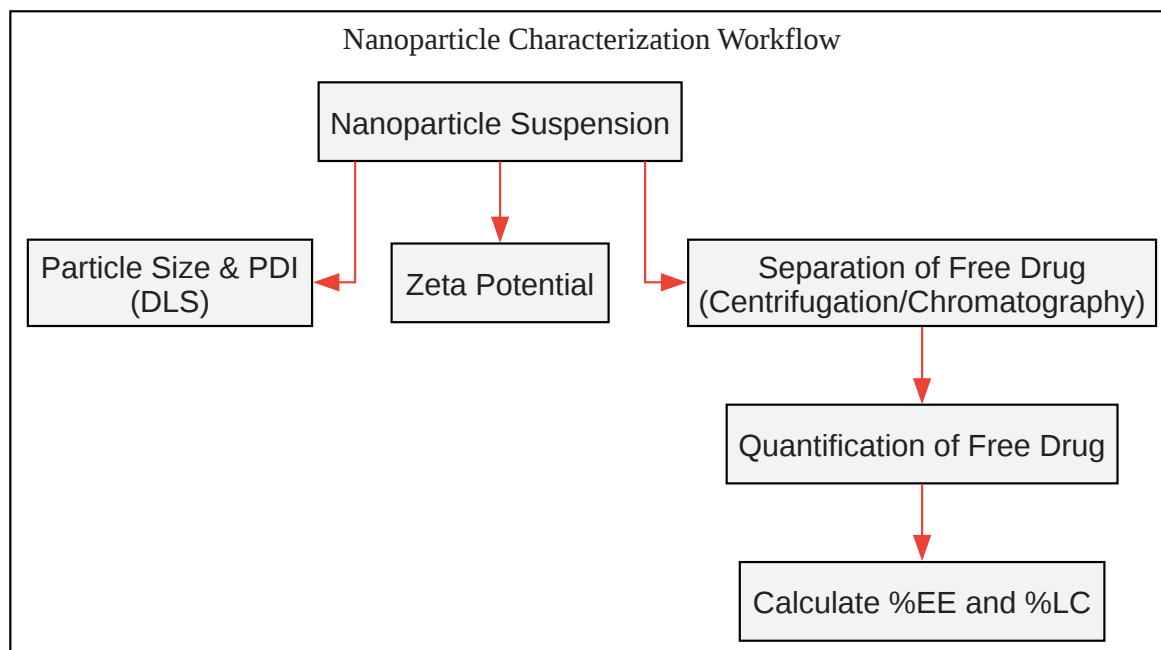 Nanoparticle Characterization Workflow
Nanoparticle Suspension
Particle Size & PDI
(DLS)
Zeta Potential
Separation of Free Drug
(Centrifugation/Chromatography)
Quantification of Free Drug
Calculate %EE and %LC